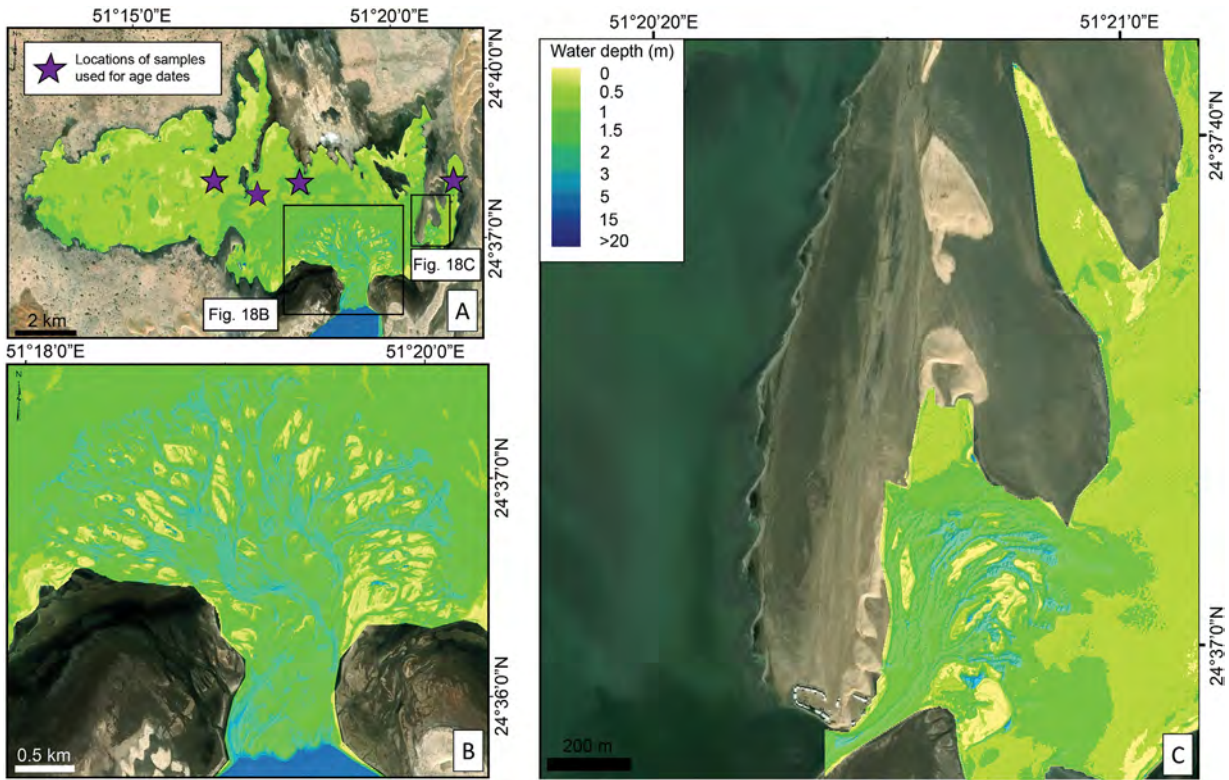 51°15’0”E
51°20’0”E
Locations of samples
used for age dates
24°40’0”N
24°37’0”N
Fig. 18C
Fig. 18B
A
2 km
51°18’0”E
51°20’0”E
N
24°37’0”N
24°36’0”N
B
0.5 km
51°20’20”E
51°21’0”E
Water depth (m)
0
0.5
1
1.5
2
3
5
15
>20
24°37’40”N
24°37’0”N
200 m
C